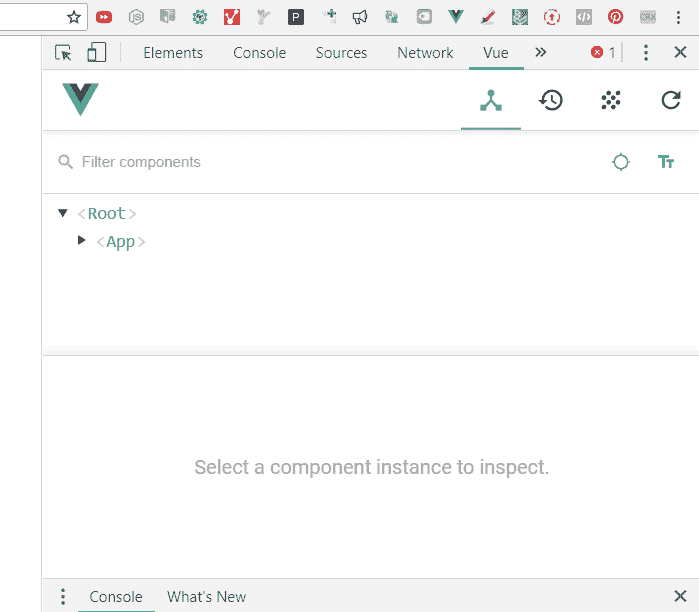 Elements Console Sources Network Vue » 1
Filter components
<Root>
<App>
Select a component instance to inspect.
Console What's New